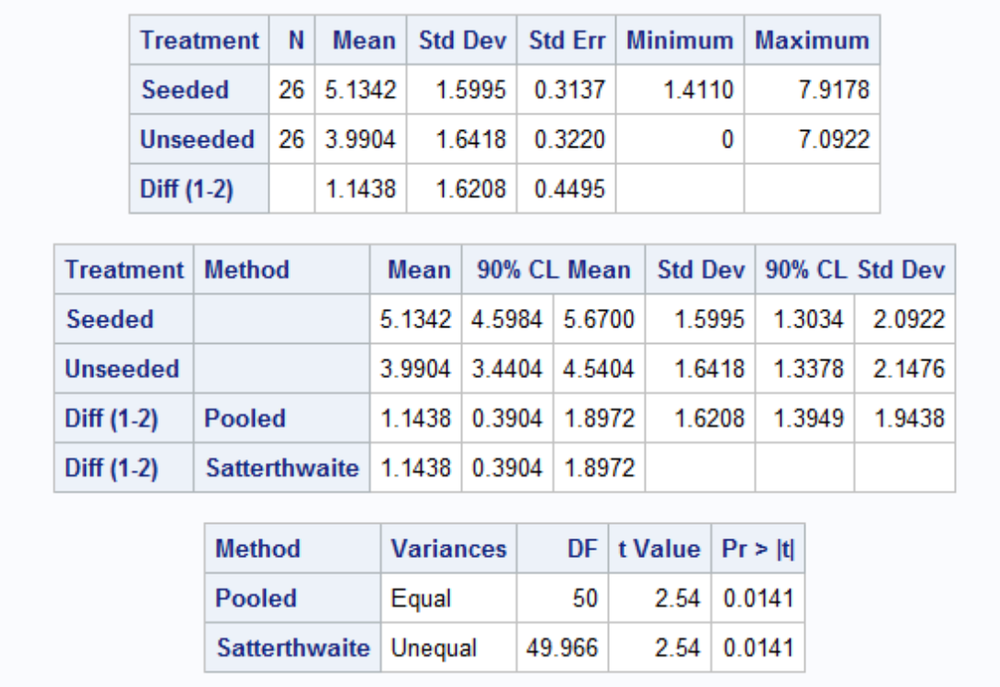 Treatment N Mean Std Dev Std Err Minimum Maximum
Seeded 26 5.1342 1.5995 0.3137 1.4110 7.9178
Unseeded 26 3.9904 1.6418 0.3220 0 7.0922
Diff (1-2) 1.1438 1.6208 0.4495
Treatment Method Mean 90% CL Mean Std Dev 90% CL Std Dev
Seeded 5.1342 4.5984 5.6700 1.5995 1.3034 2.0922
Unseeded 3.9904 3.4404 4.5404 1.6418 1.3378 2.1476
Diff (1-2) Pooled 1.1438 0.3904 1.8972 1.6208 1.3949 1.9438
Diff (1-2) Satterthwaite 1.1438 0.3904 1.8972
Method Variances DF t Value Pr > |t|
Pooled Equal 50 2.54 0.0141
Satterthwaite Unequal 49.966 2.54 0.0141